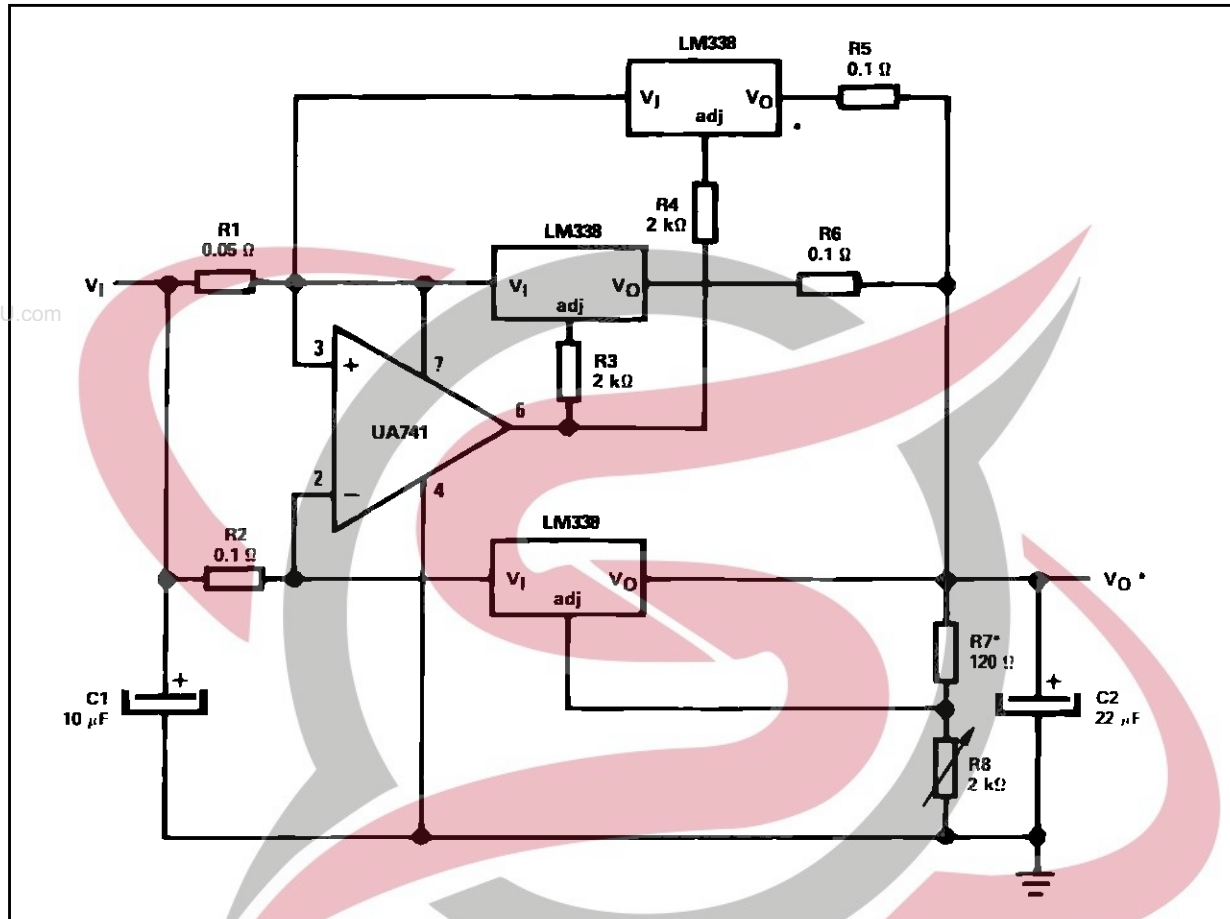 LM338
R5
0.1 Ω
VI
VO
adj
R4
2 kΩ
R1
0.05 Ω
LM338
R6
0.1 Ω
VI
VI
VO
adj
U.com
3
+
7
R3
2 kΩ
6
UA741
2
−
4
R2
0.1 Ω
LM338
VI
VO
adj
VO *
R7*
120 Ω
+
C1
10 µF
+
C2
22 µF
R8
2 kΩ